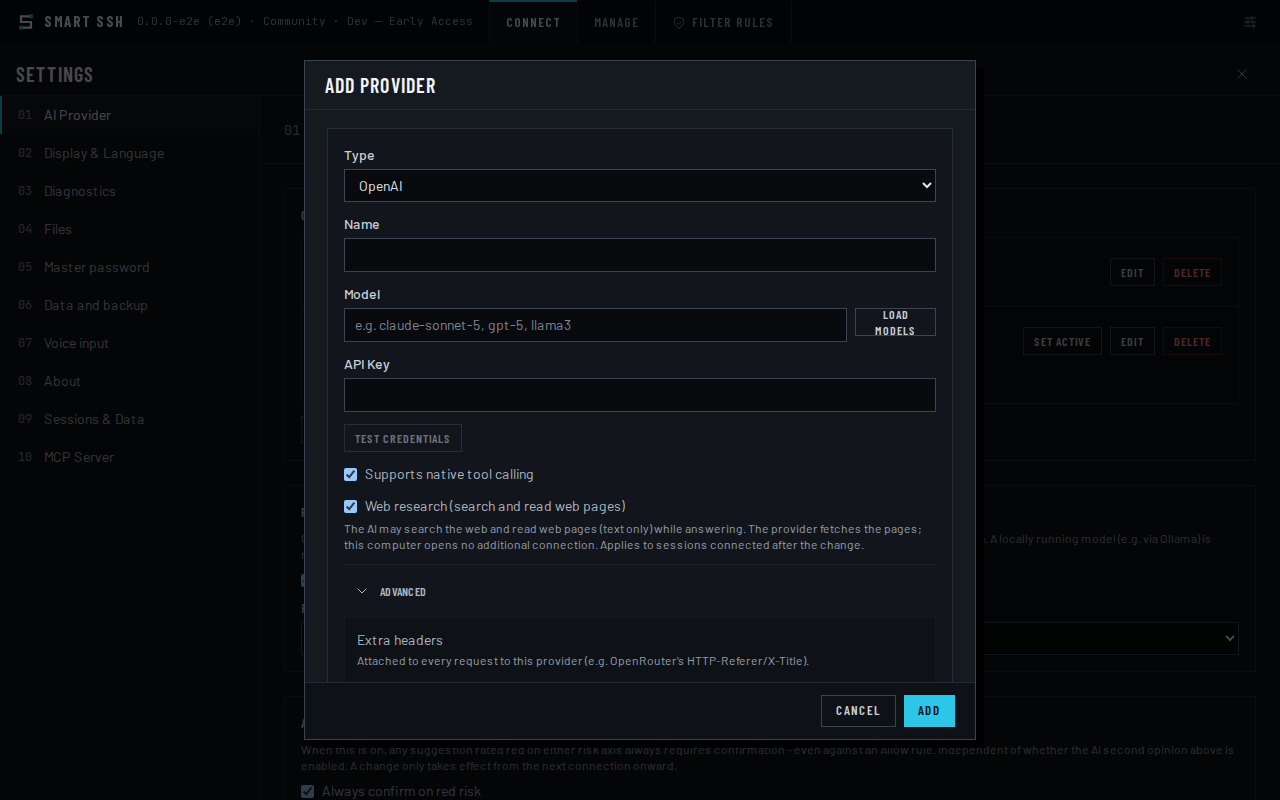 SMART SSH 0.0.0-e2e (e2e) · Community · Dev — Early Access CONNECT MANAGE FILTER RULES
SETTINGS
01 AI Provider
02 Display & Language
03 Diagnostics
04 Files
05 Master password
06 Data and backup
07 Voice input
08 About
09 Sessions & Data
10 MCP Server
01
ADD PROVIDER
Type
OpenAI
Name
Model
e.g. claude-sonnet-5, gpt-5, llama3
LOAD
MODELS
API Key
TEST CREDENTIALS
Supports native tool calling
Web research (search and read web pages)
The AI may search the web and read web pages (text only) while answering. The provider fetches the pages;
this computer opens no additional connection. Applies to sessions connected after the change.
ADVANCED
Extra headers
Attached to every request to this provider (e.g. OpenRouter's HTTP-Referer/X-Title).
CANCEL ADD
EDIT DELETE
SET ACTIVE EDIT DELETE
A locally running model (e.g. via Ollama) is
When this is on, any suggestion rated red on either risk axis always requires confirmation – even against an Allow rule. Independent of whether the AI second opinion above is
enabled. A change only takes effect from the next connection onward.
Always confirm on red risk